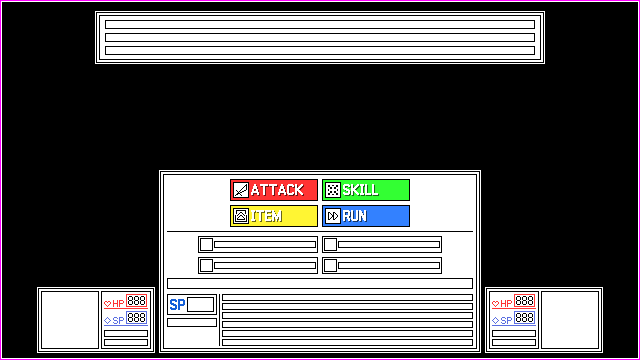 ATTACK SKILL
ITEM RUN
SP
HP 888 HP 888
SP 888 SP 888